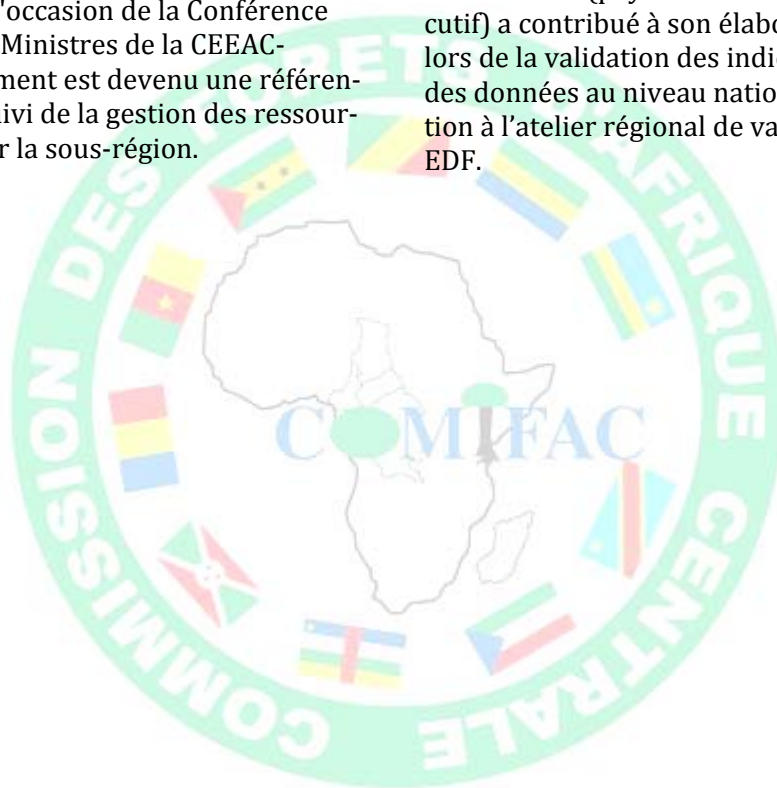 l'occasion de la Conférence
Ministres de la CEEAC-
ment est devenu une référen-
uivi de la gestion des ressour-
r la sous-région.
cutif) a contribué à son élabo
lors de la validation des indi
des données au niveau natio
tion à l'atelier régional de va
EDF.
COMMISSION DES FORETS D'AFRIQUE CENTRALE
COMIFAC